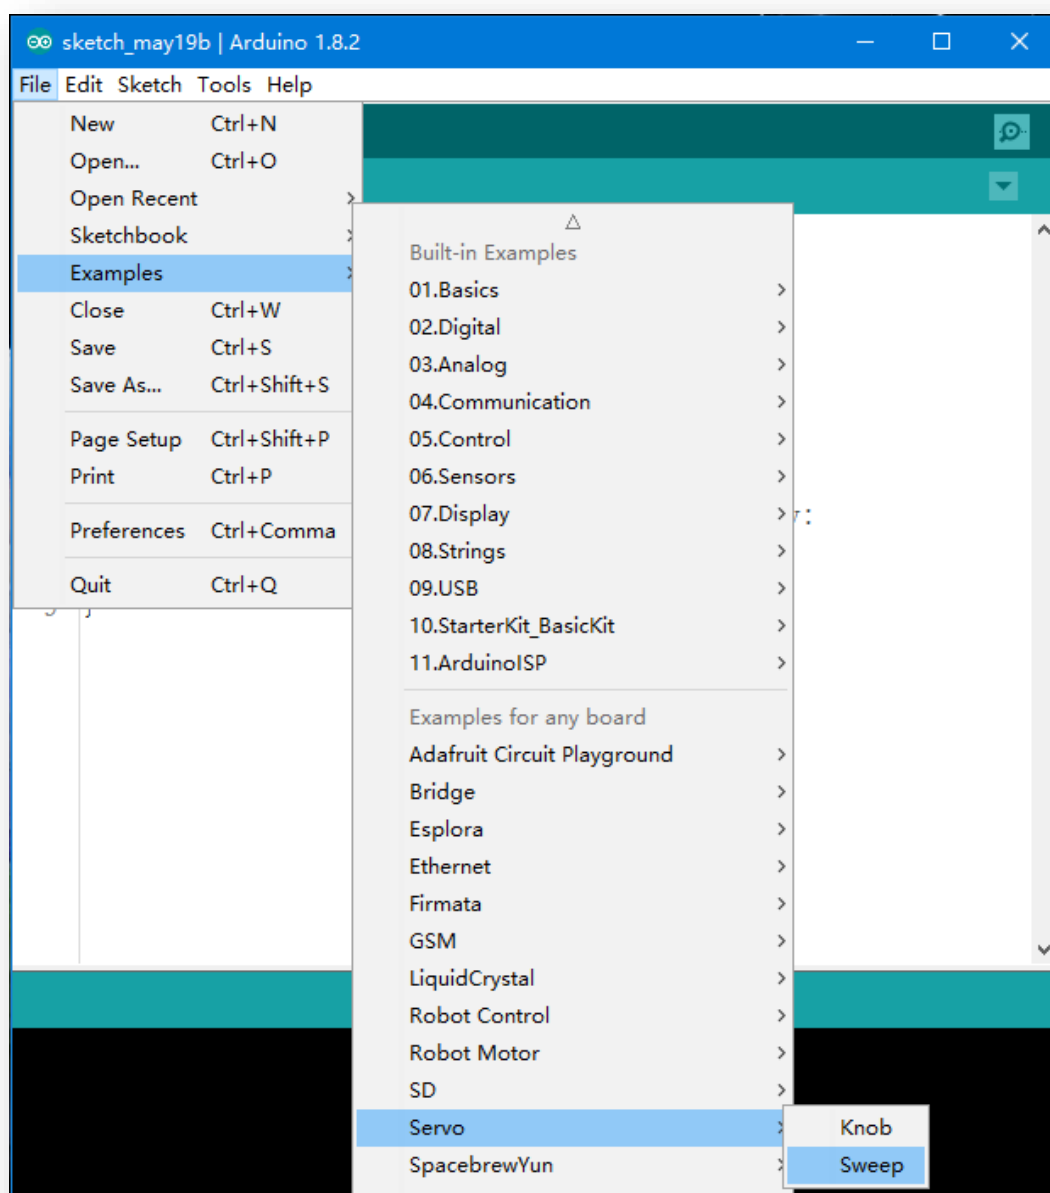 sketch_may19b | Arduino 1.8.2
File Edit Sketch Tools Help
New Ctrl+N
Open... Ctrl+O
Open Recent
Sketchbook
Examples
Close Ctrl+W
Save Ctrl+S
Save As... Ctrl+Shift+S
Page Setup Ctrl+Shift+P
Print Ctrl+P
Preferences Ctrl+Comma
Quit Ctrl+Q
Built-in Examples
01.Basics
02.Digital
03.Analog
04.Communication
05.Control
06.Sensors
07.Display
08.Strings
09.USB
10.StarterKit_BasicKit
11.ArduinoISP
Examples for any board
Adafruit Circuit Playground
Bridge
Esplora
Ethernet
Firmata
GSM
LiquidCrystal
Robot Control
Robot Motor
SD
Servo
SpacebrewYun
Knob
Sweep